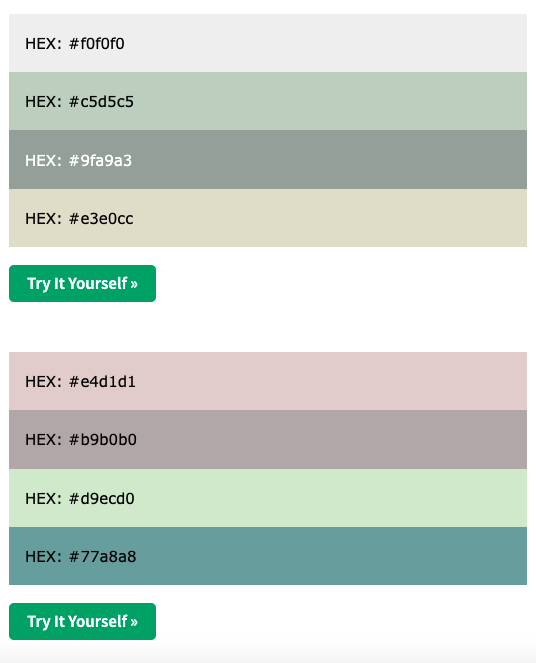 HEX: #f0f0f0
HEX: #c5d5c5
HEX: #9fa9a3
HEX: #e3e0cc
Try It Yourself »
HEX: #e4d1d1
HEX: #b9b0b0
HEX: #d9ecd0
HEX: #77a8a8
Try It Yourself »